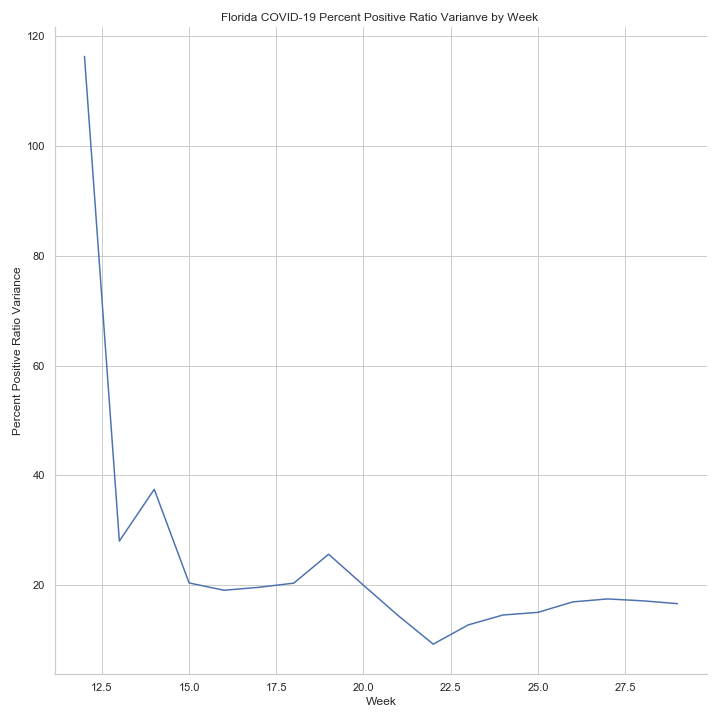 Florida COVID-19 Percent Positive Ratio Varianve by Week
120
100
80
60
40
20
Percent Positive Ratio Variance
12.5 15.0 17.5 20.0 22.5 25.0 27.5
Week